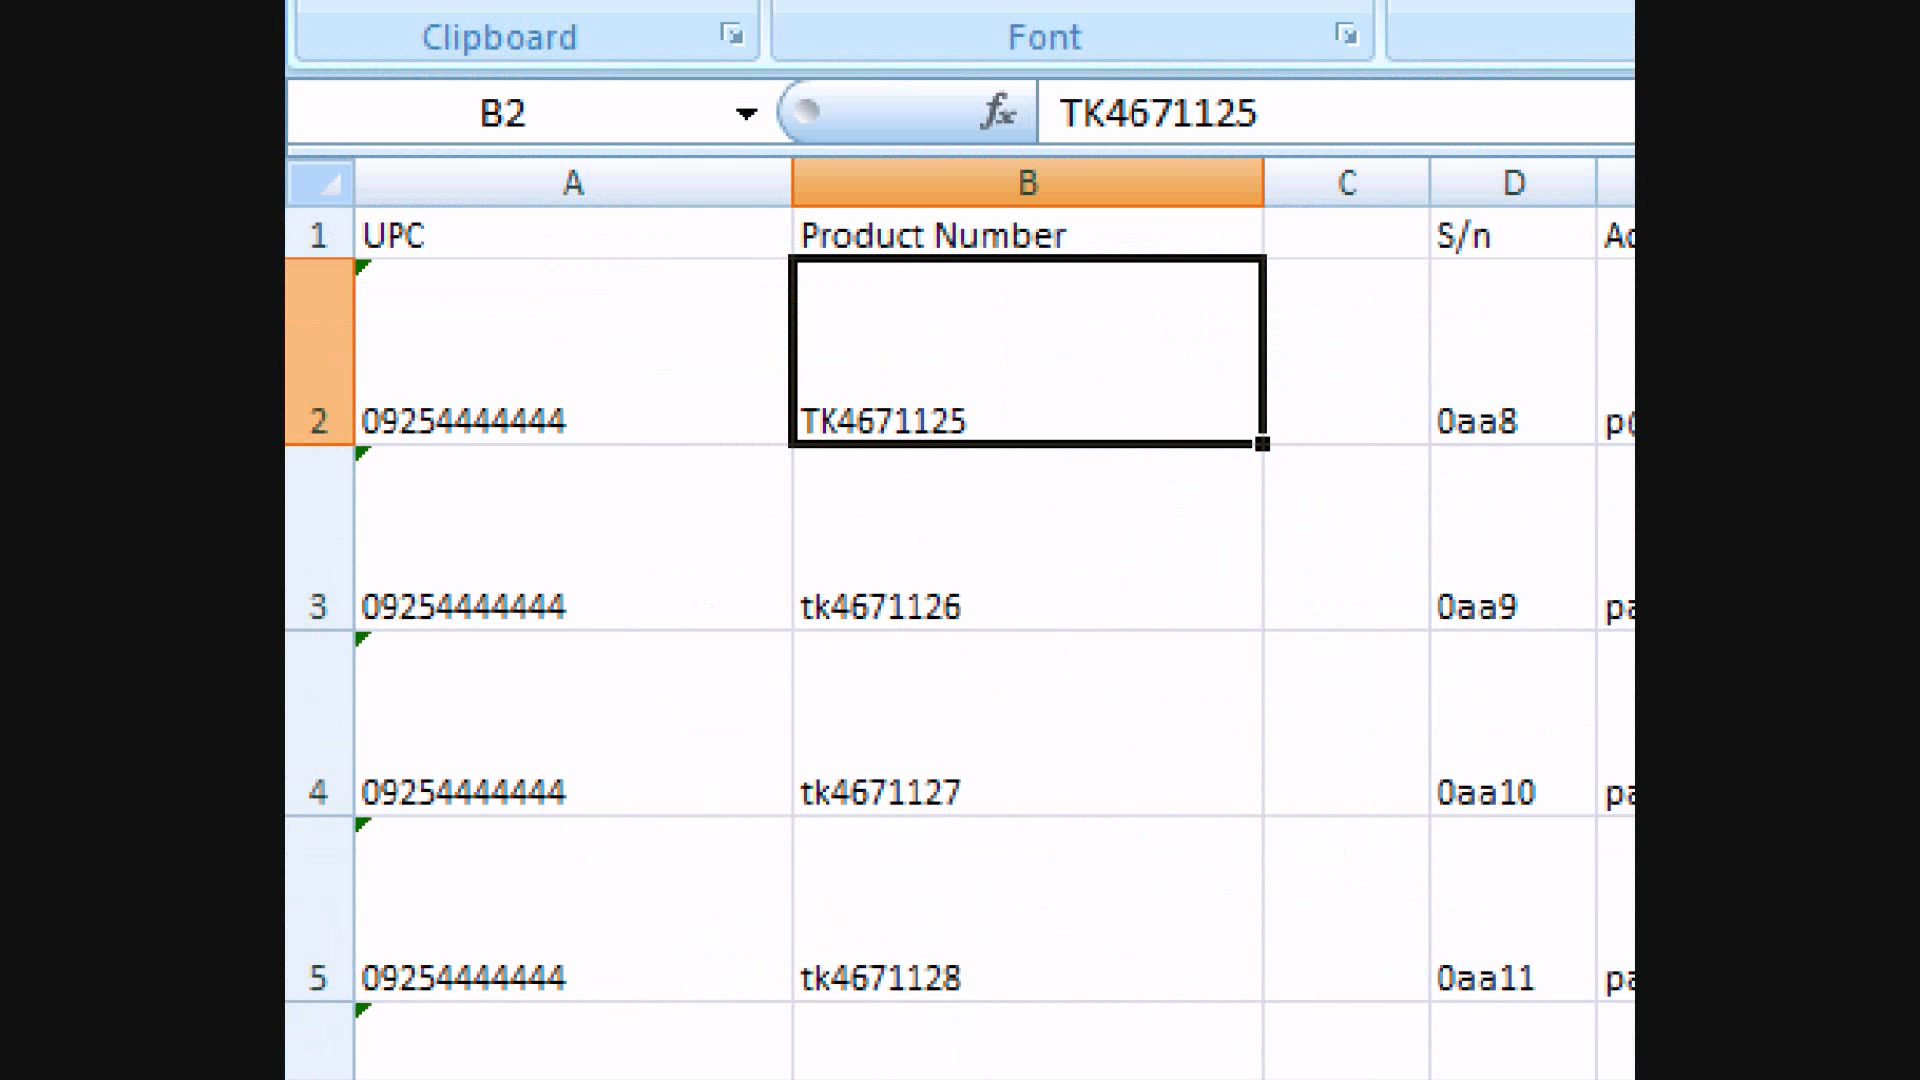 Clipboard Font
B2 fx TK4671125
A B C D
1 UPC Product Number S/n
2 09254444444 TK4671125 0aa8
3 09254444444 tk4671126 0aa9
4 09254444444 tk4671127 0aa10
5 09254444444 tk4671128 0aa11